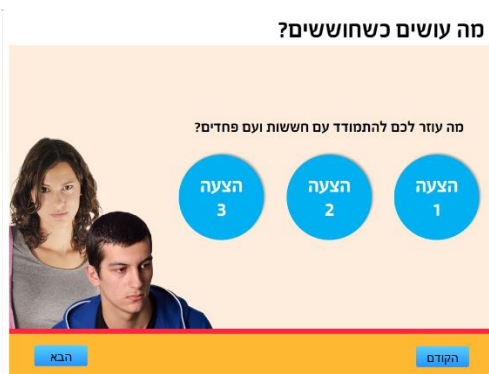 מה עושים כשחוששים?
מה עוזר לכם להתמודד עם חששות ועם פחדים?
הצעה
1
הצעה
2
הצעה
3
הקודם
הבא